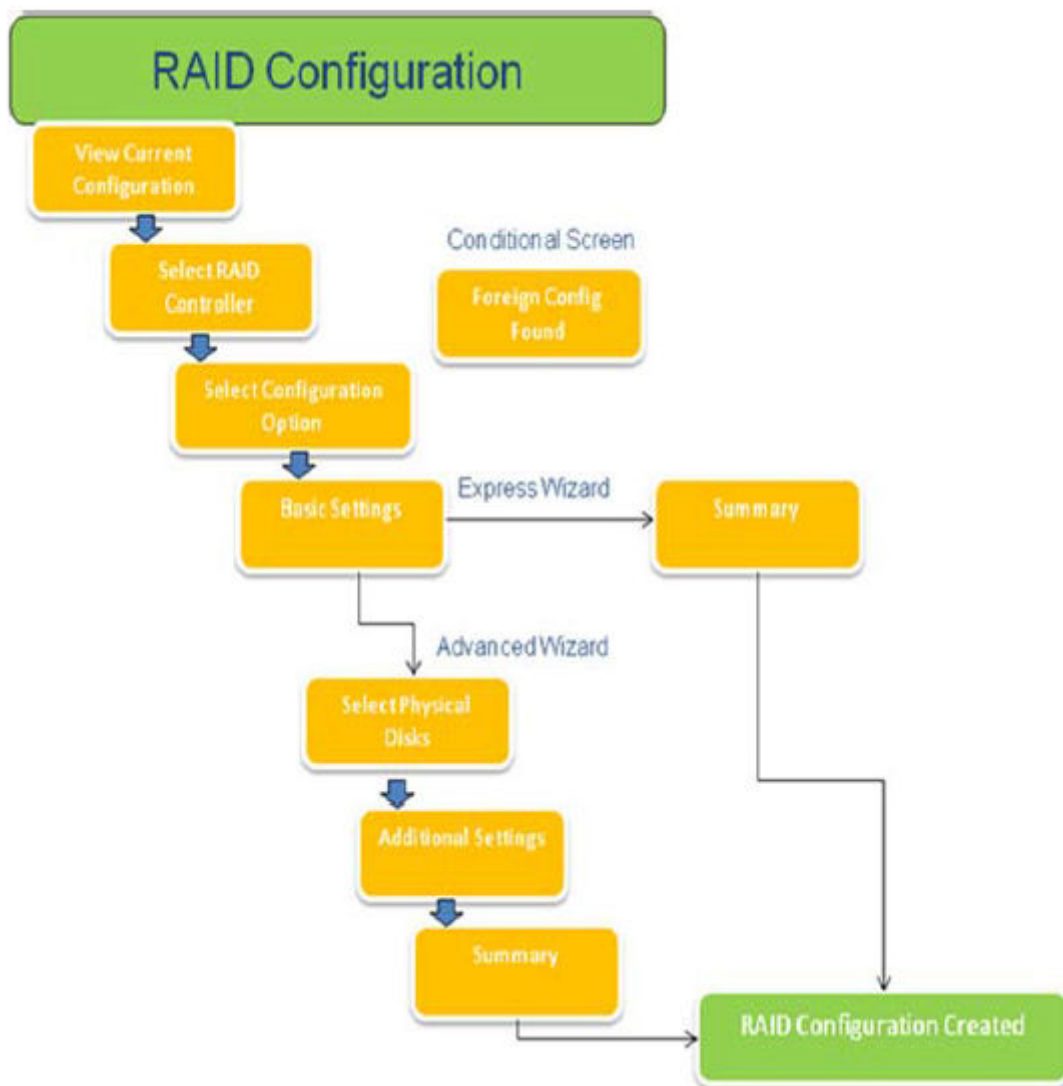 RAID Configuration
View Current
Configuration
Select RAID
Controller
Conditional Screen
Foreign Config
Found
Select Configuration
Option
Basic Settings
Express Wizard
Summary
Advanced Wizard
Select Physical
Disks
Additional Settings
Summary
RAID Configuration Created